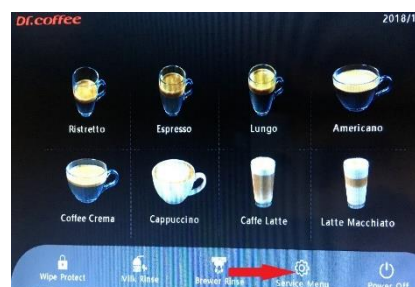 Dr.coffee 2018/1
Ristretto Espresso Lungo Americano
Coffee Crema Cappuccino Caffe Latte Latte Macchiato
Wipe Protect Milk Rinse Brewer Rinse Service Menu Power Off